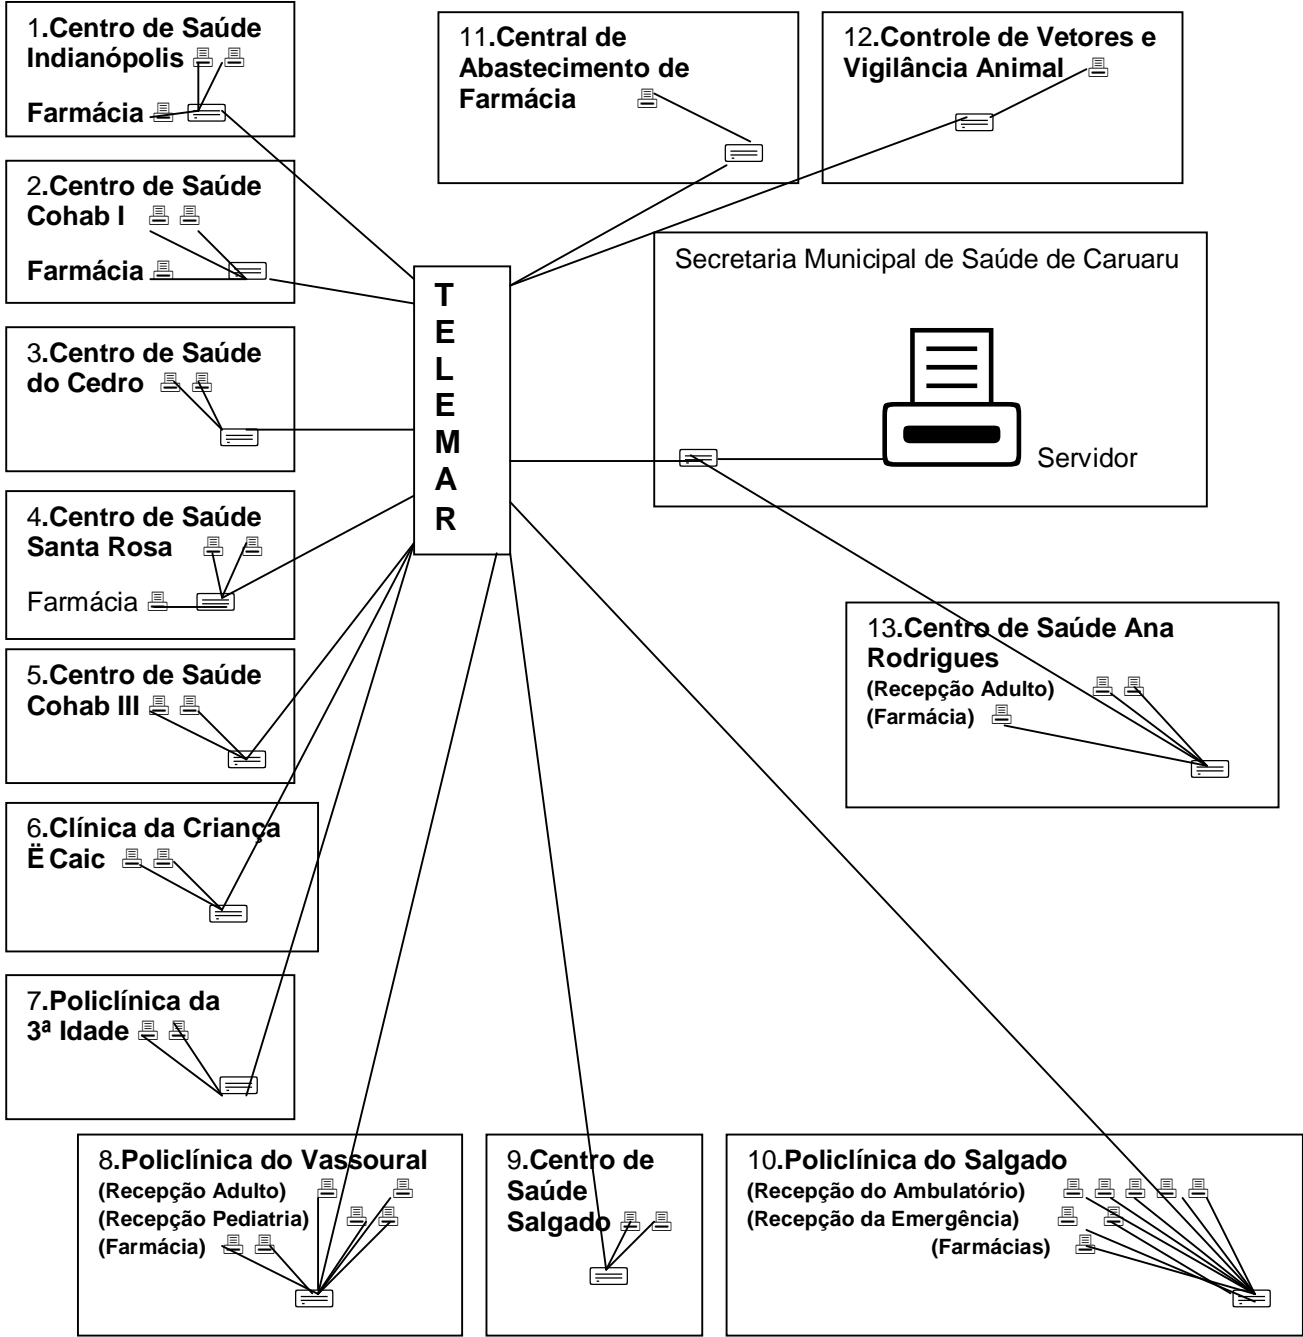 1.Centro de Saúde
Indianópolis
Farmácia
2.Centro de Saúde
Cohab I
Farmácia
3.Centro de Saúde
do Cedro
4.Centro de Saúde
Santa Rosa
Farmácia
5.Centro de Saúde
Cohab III
6.Clínica da Criança
Ë Caic
7.Policlínica da
3ª Idade
8.Policlínica do Vassoural
(Recepção Adulto)
(Recepção Pediatria)
(Farmácia)
9.Centro de
Saúde
Salgado
10.Policlínica do Salgado
(Recepção do Ambulatório)
(Recepção da Emergência)
(Farmácias)
11.Central de
Abastecimento de
Farmácia
12.Controle de Vetores e
Vigilância Animal
T
E
L
E
M
A
R
Secretaria Municipal de Saúde de Caruaru
Servidor
13.Centro de Saúde Ana
Rodrigues
(Recepção Adulto)
(Farmácia)